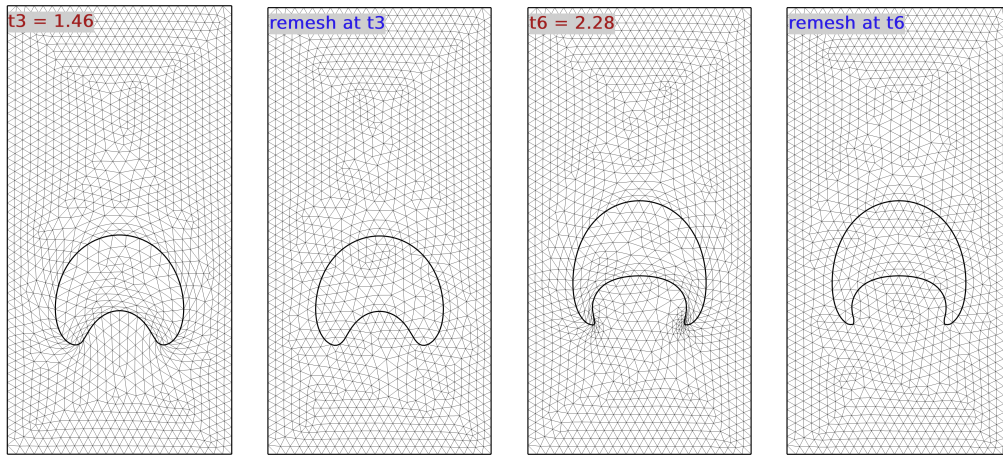 t3 = 1.46
remesh at t3
t6 = 2.28
remesh at t6